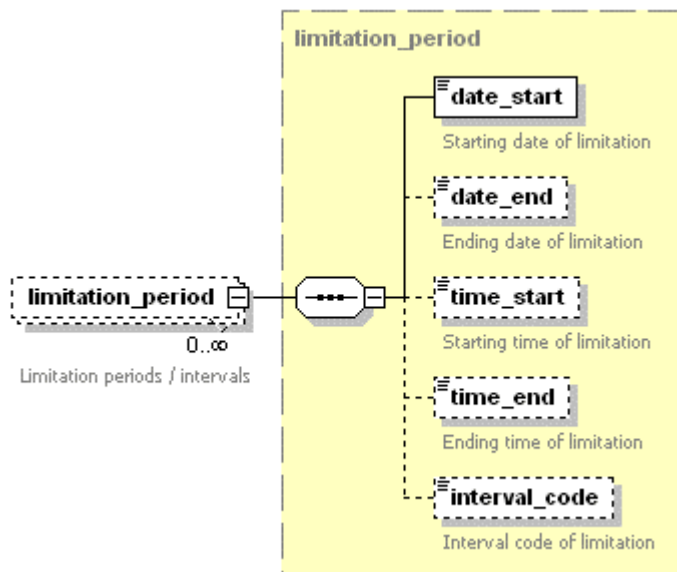 limitation_period
date_start
Starting date of limitation
date_end
Ending date of limitation
limitation_period
0..∞
Limitation periods / intervals
time_start
Starting time of limitation
time_end
Ending time of limitation
interval_code
Interval code of limitation